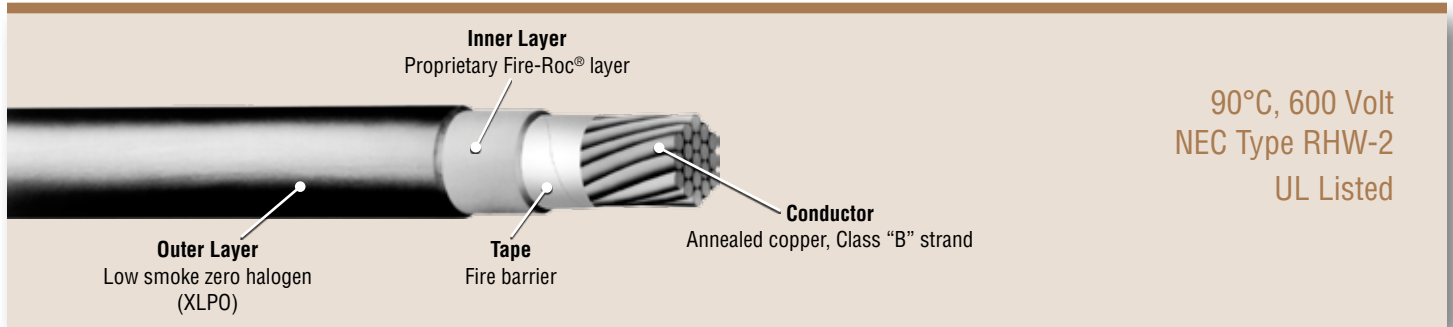 Inner Layer
Proprietary Fire-Roc® layer
90°C, 600 Volt
NEC Type RHW-2
UL Listed
Conductor
Annealed copper, Class “B” strand
Outer Layer
Low smoke zero halogen
(XLPO)
Tape
Fire barrier